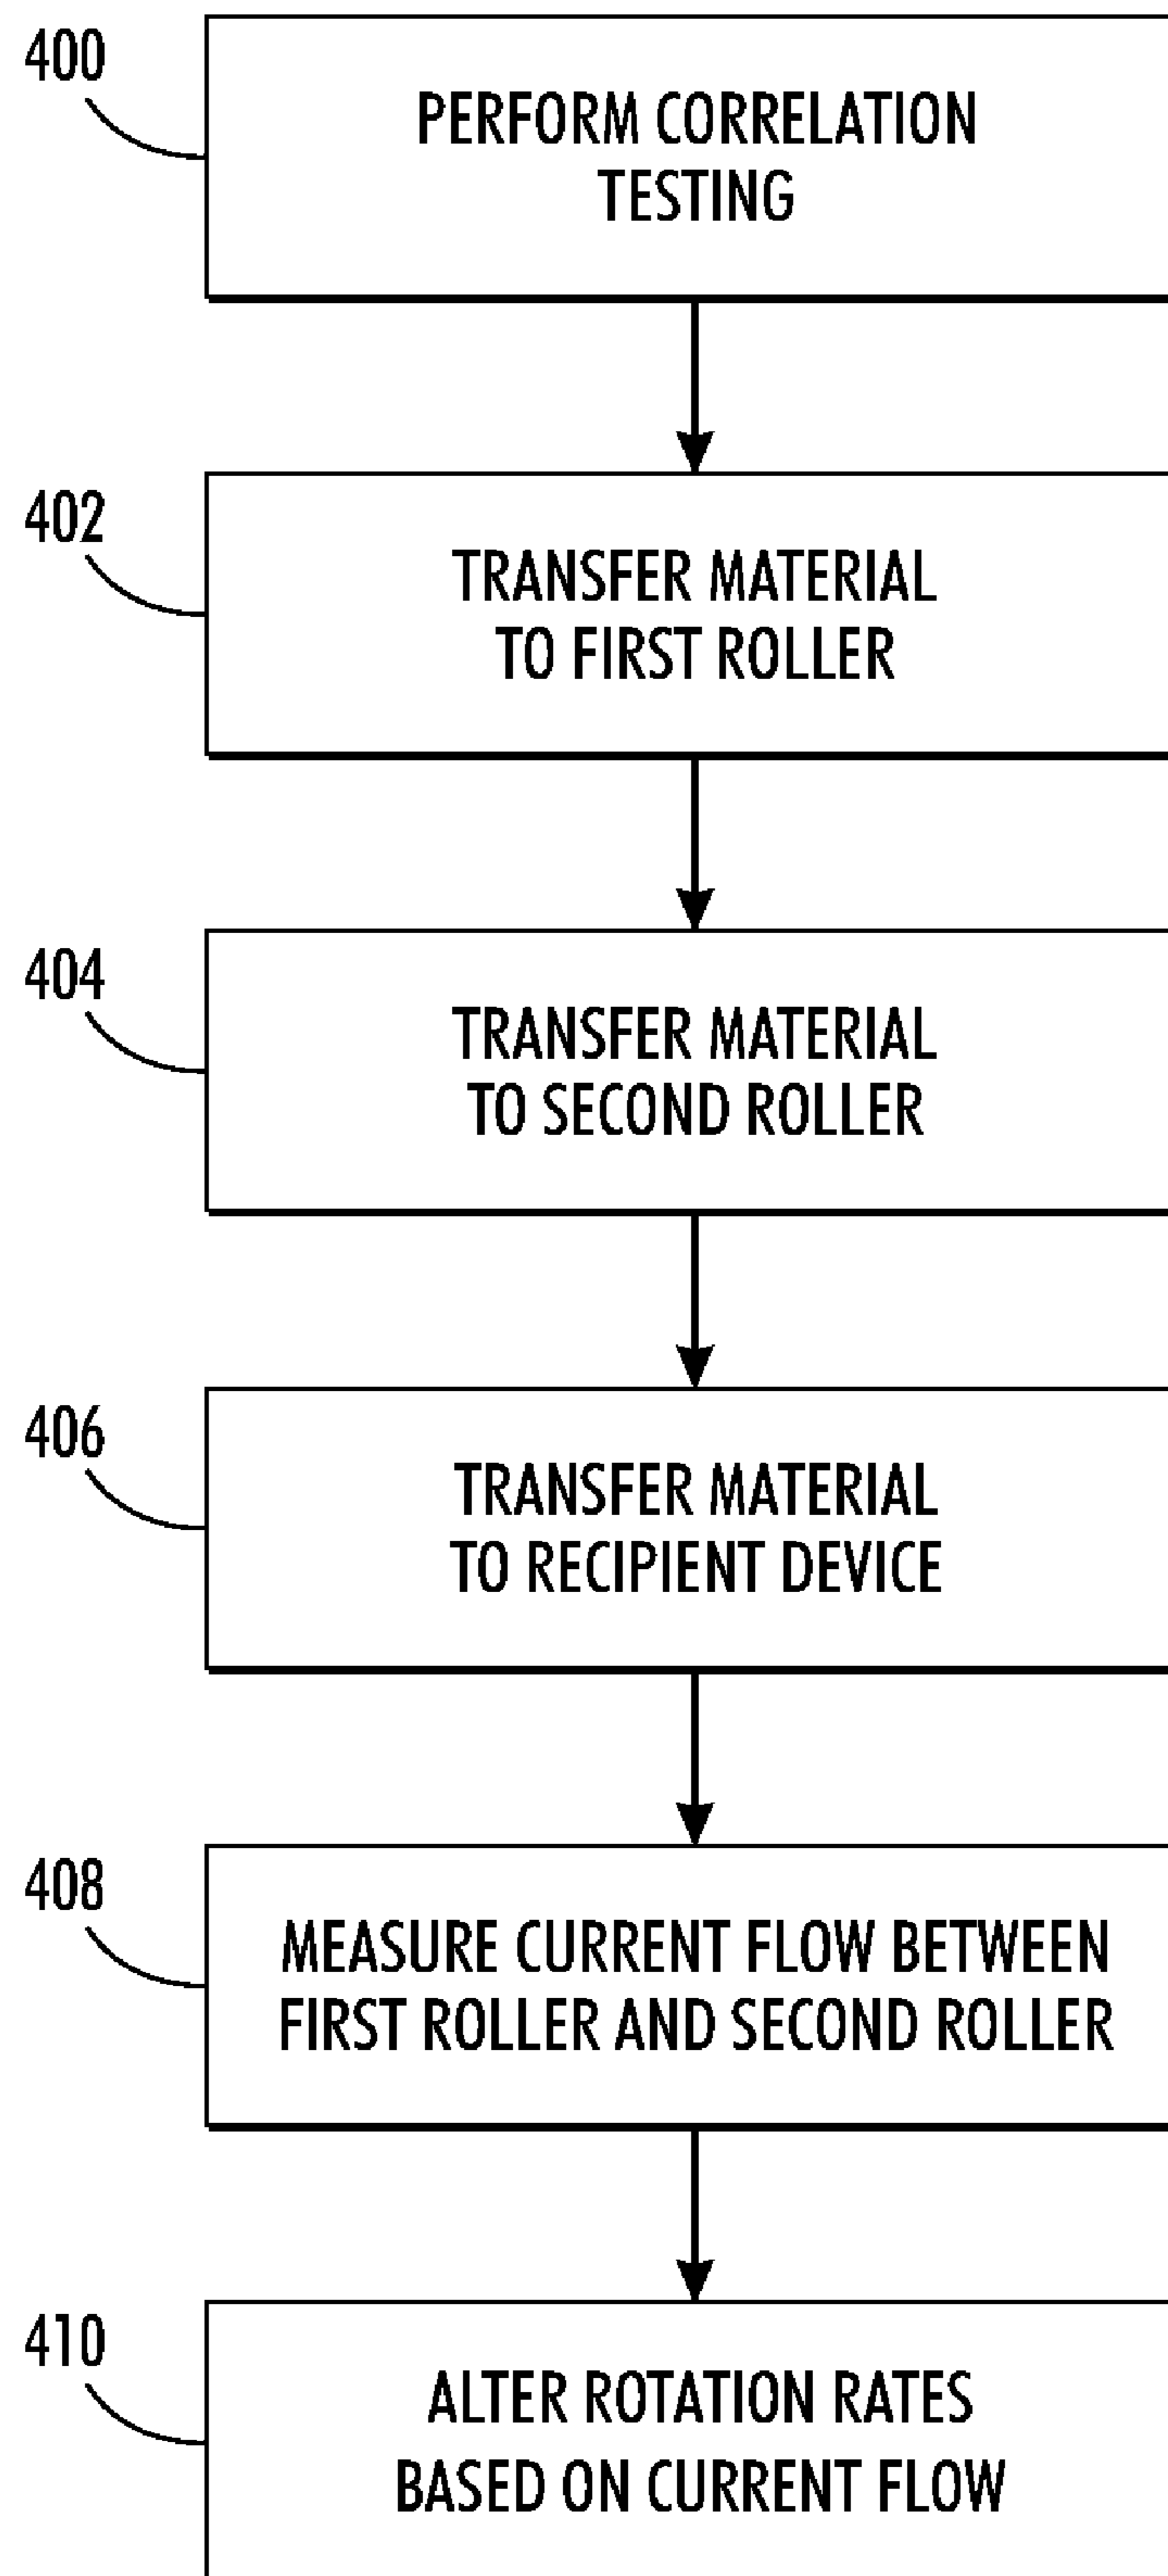 400
PERFORM CORRELATION
TESTING
402
TRANSFER MATERIAL
TO FIRST ROLLER
404
TRANSFER MATERIAL
TO SECOND ROLLER
406
TRANSFER MATERIAL
TO RECIPIENT DEVICE
408
MEASURE CURRENT FLOW BETWEEN
FIRST ROLLER AND SECOND ROLLER
410
ALTER ROTATION RATES
BASED ON CURRENT FLOW